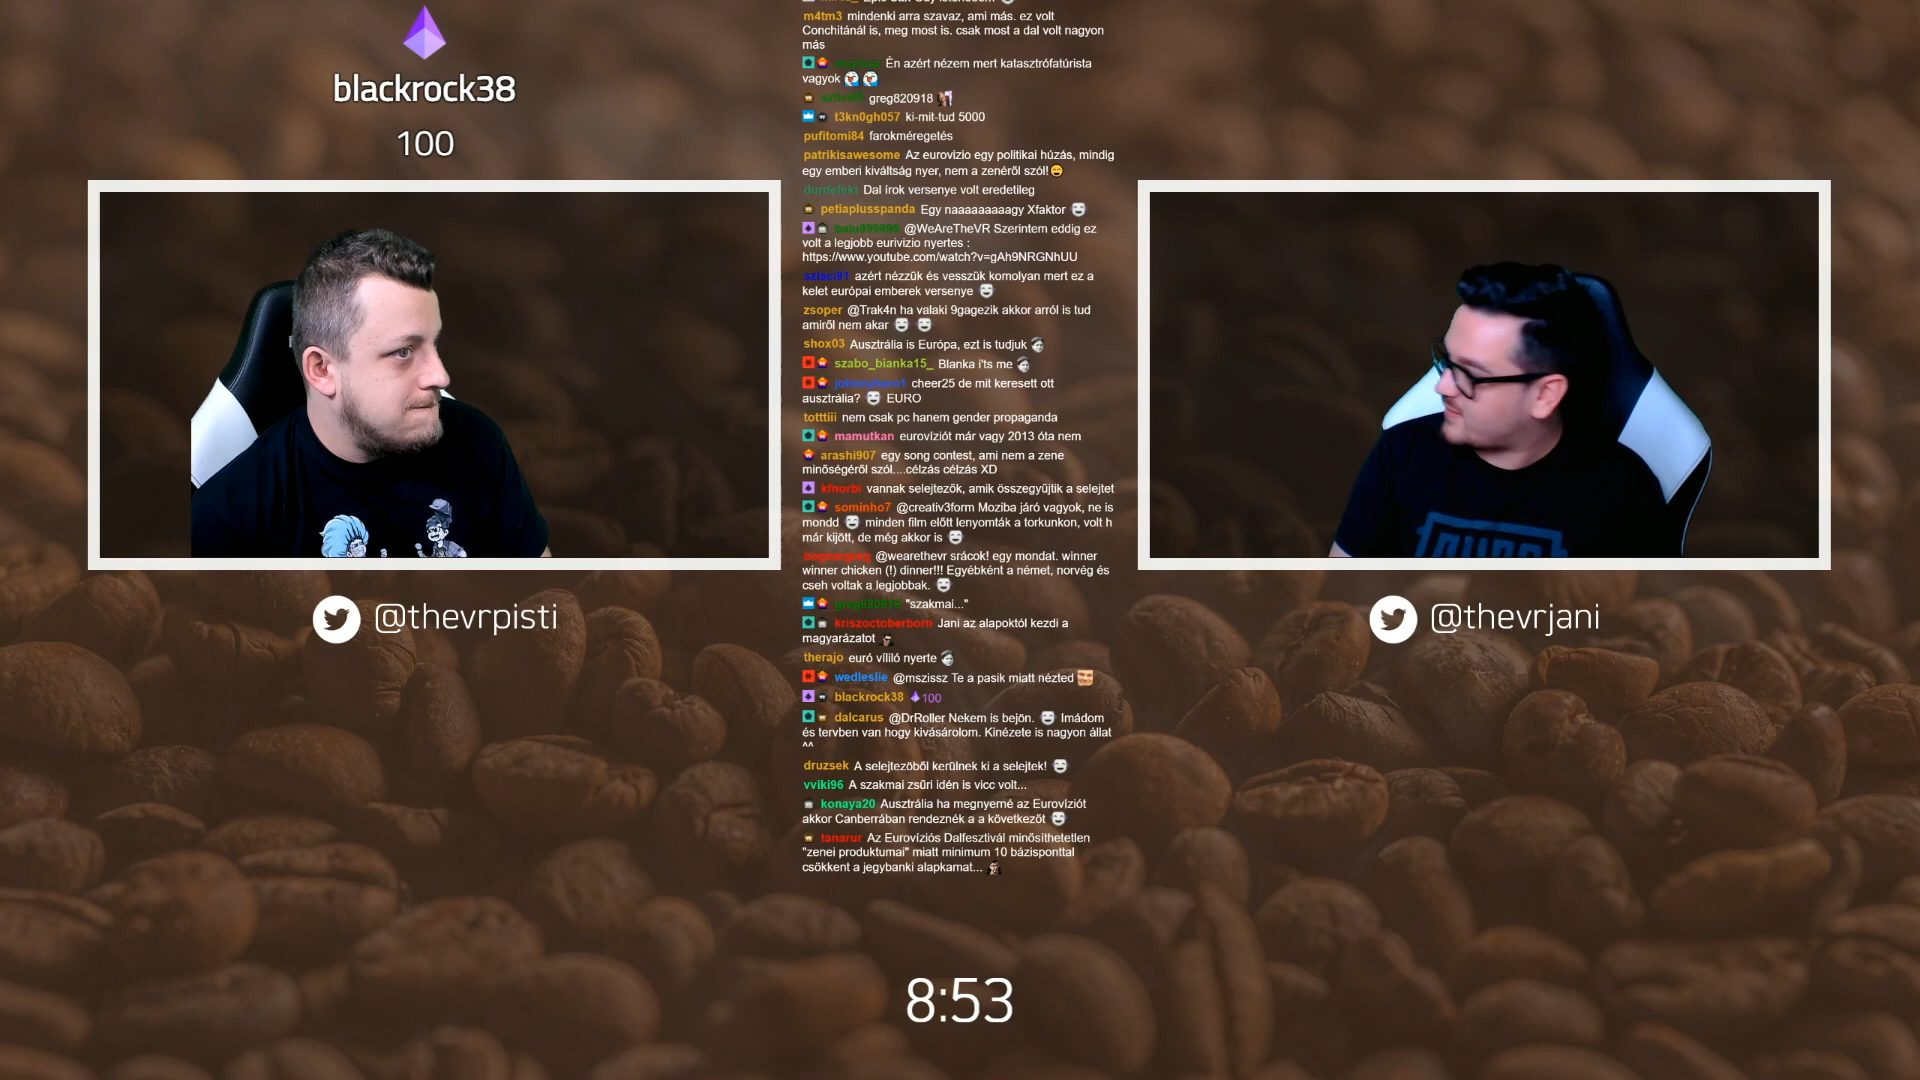 blackrock38
100
m4tm3 mindenki arra szavaz, ami más. ez volt
Conchitánál is, meg most is. csak most a dal volt nagyon
más
Én azért nézem mert katasztrófatúrista
vagyok
greg820918
t3kn0gh057 ki-mit-tud 5000
pufitomi84 farokméregetés
patrikisawesome Az eurovizio egy politikai húzás, mindig
egy emberi kiváltság nyer, nem a zenéről szól!
durdefekt Dal írok versenye volt eredetileg
petiaplusspanda Egy naaaaaaaaagy Xfaktor
@WeAreTheVR Szerintem eddig ez
volt a legjobb eurivizio nyertes :
https://www.youtube.com/watch?v=gAh9NRGNhUU
szlaci91 azért nézzük és vesszük komolyan mert ez a
kelet európai emberek versenye
zsoper @Trak4n ha valaki 9gagezik akkor arról is tud
amiről nem akar
shox03 Ausztrália is Európa, ezt is tudjuk
szabo_bianka15_ Blanka i'ts me
cheer25 de mit keresett ott
ausztrália? EURO
totttiii nem csak pc hanem gender propaganda
mamutkan eurovíziót már vagy 2013 óta nem
arashi907 egy song contest, ami nem a zene
minőségéről szól....célzás célzás XD
kfnorbi vannak selejtezők, amik összegyűjtik a selejtet
sominho7 @creativ3form Moziba járó vagyok, ne is
mondd minden film előtt lenyomták a torkunkon, volt h
már kijött, de még akkor is
@wearethevr srácok! egy mondat. winner
winner chicken (!) dinner!!! Egyébként a német, norvég és
cseh voltak a legjobbak.
greg820918 "szakmai..."
kriszoctoberborn Jani az alapoktól kezdi a
magyarázatot
therajo euró víliló nyerte
wedleslie @mszissz Te a pasik miatt nézted
blackrock38 100
dalcarus @DrRoller Nekem is bejön. Imádom
és tervben van hogy kivásárolom. Kinézete is nagyon állat
^^
druzsek A selejtezőből kerülnek ki a selejtek!
vviki96 A szakmai zsűri idén is vicc volt...
konaya20 Ausztrália ha megnyerné az Eurovíziót
akkor Canberrában rendeznék a a következőt
tanarur Az Eurovíziós Dalfesztivál minősíthetetlen
"zenei produktumai" miatt minimum 10 bázisponttal
csökkent a jegybanki alapkamat...
@thevrpisti
@thevrjani
8:53